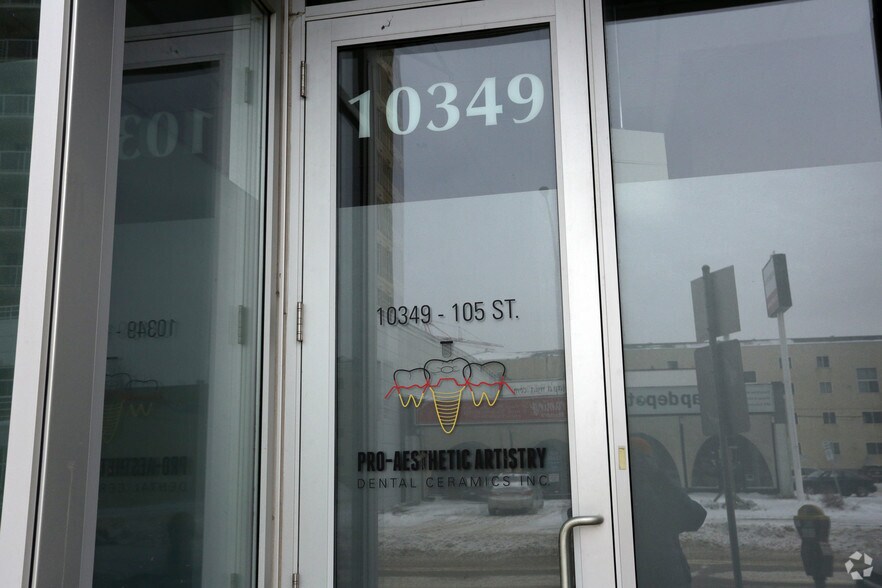 10349
10349 - 105 ST.
PRO-AESTHETIC ARTISTRY
DENTAL CERAMICS INC.